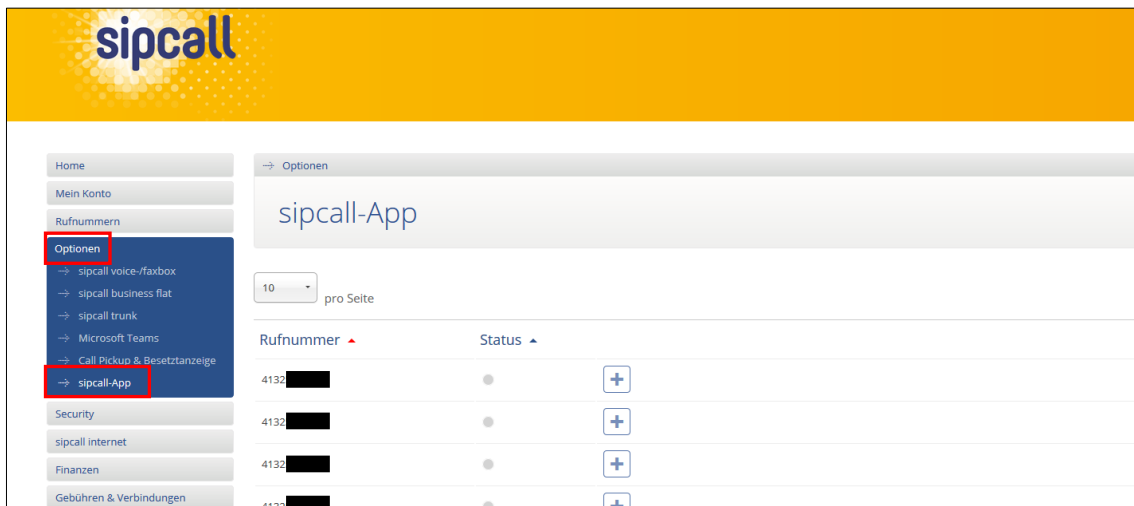 sipcall
Home
Mein Konto
Rufnummern
Optionen
sipcall voice-/faxbox
sipcall business flat
sipcall trunk
Microsoft Teams
Call Pickup & Besetztanzeige
sipcall-App
Security
sipcall internet
Finanzen
Gebühren & Verbindungen
Optionen
sipcall-App
10 pro Seite
Rufnummer Status
4132
4132
4132
4132